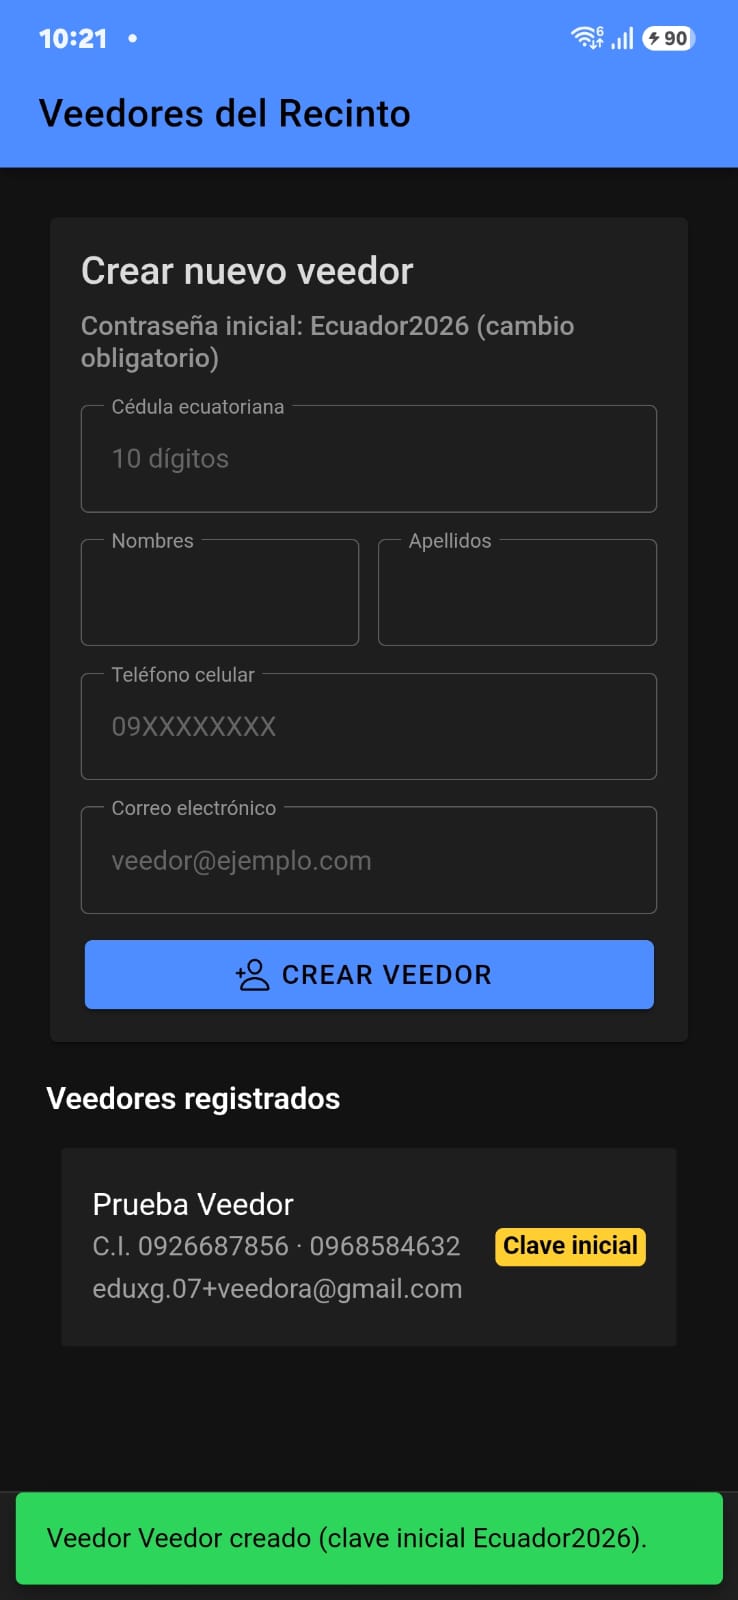 10:21
6
90
Veedores del Recinto
Crear nuevo veedor
Contraseña inicial: Ecuador2026 (cambio
obligatorio)
Cédula ecuatoriana
10 dígitos
Nombres
Apellidos
Teléfono celular
09XXXXXXXX
Correo electrónico
veedor@ejemplo.com
CREAR VEEDOR
Veedores registrados
Prueba Veedor
C.I. 0926687856 · 0968584632
Clave inicial
eduxg.07+veedora@gmail.com
Veedor Veedor creado (clave inicial Ecuador2026).